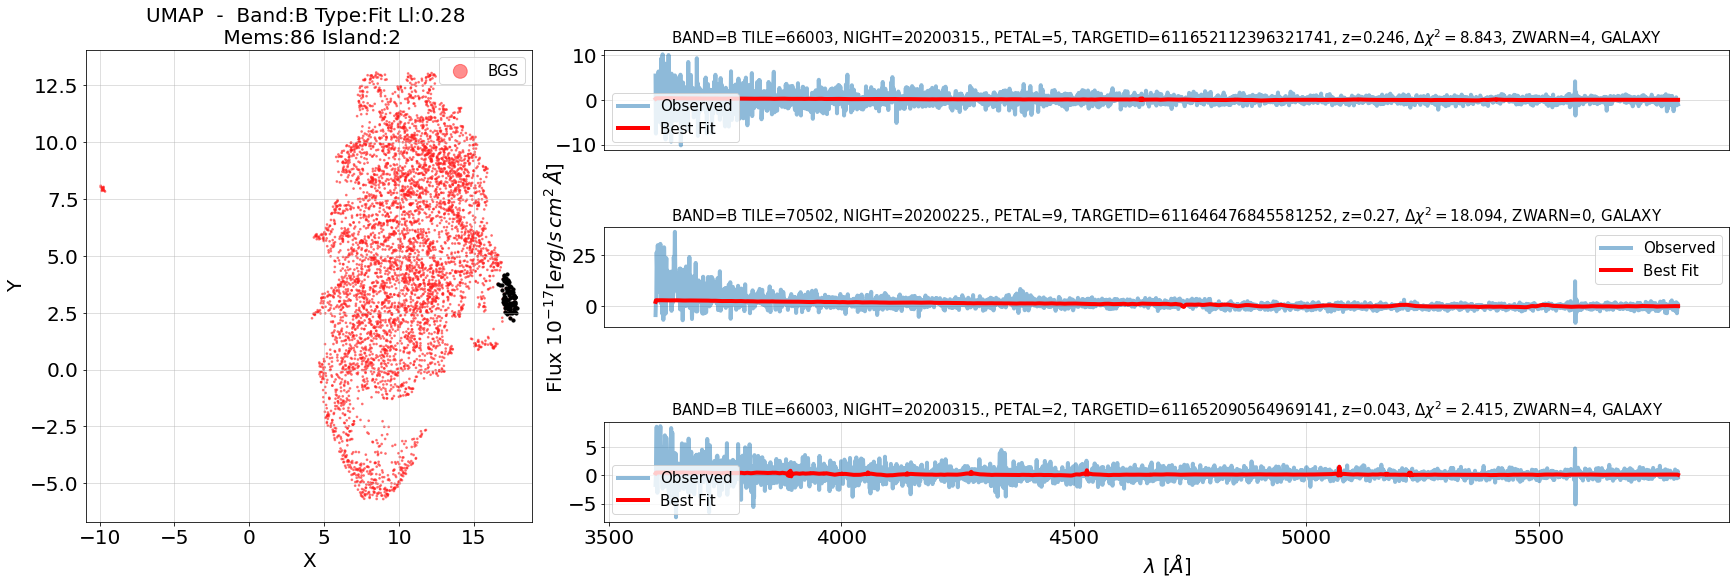 UMAP - Band:B Type:Fit Ll:0.28
Mems:86 Island:2
BGS
12.5
10.0
7.5
5.0
2.5
0.0
−2.5
−5.0
Y
−10
−5
0
5
10
15
X
BAND=B TILE=66003, NIGHT=20200315., PETAL=5, TARGETID=611652112396321741, z=0.246, Δχ² = 8.843, ZWARN=4, GALAXY
10
0
−10
Observed
Best Fit
Flux 10⁻¹⁷[erg/s cm² Å]
BAND=B TILE=70502, NIGHT=20200225., PETAL=9, TARGETID=611646476845581252, z=0.27, Δχ² = 18.094, ZWARN=0, GALAXY
25
0
Observed
Best Fit
BAND=B TILE=66003, NIGHT=20200315., PETAL=2, TARGETID=611652090564969141, z=0.043, Δχ² = 2.415, ZWARN=4, GALAXY
5
0
−5
Observed
Best Fit
3500
4000
4500
5000
5500
λ [Å]